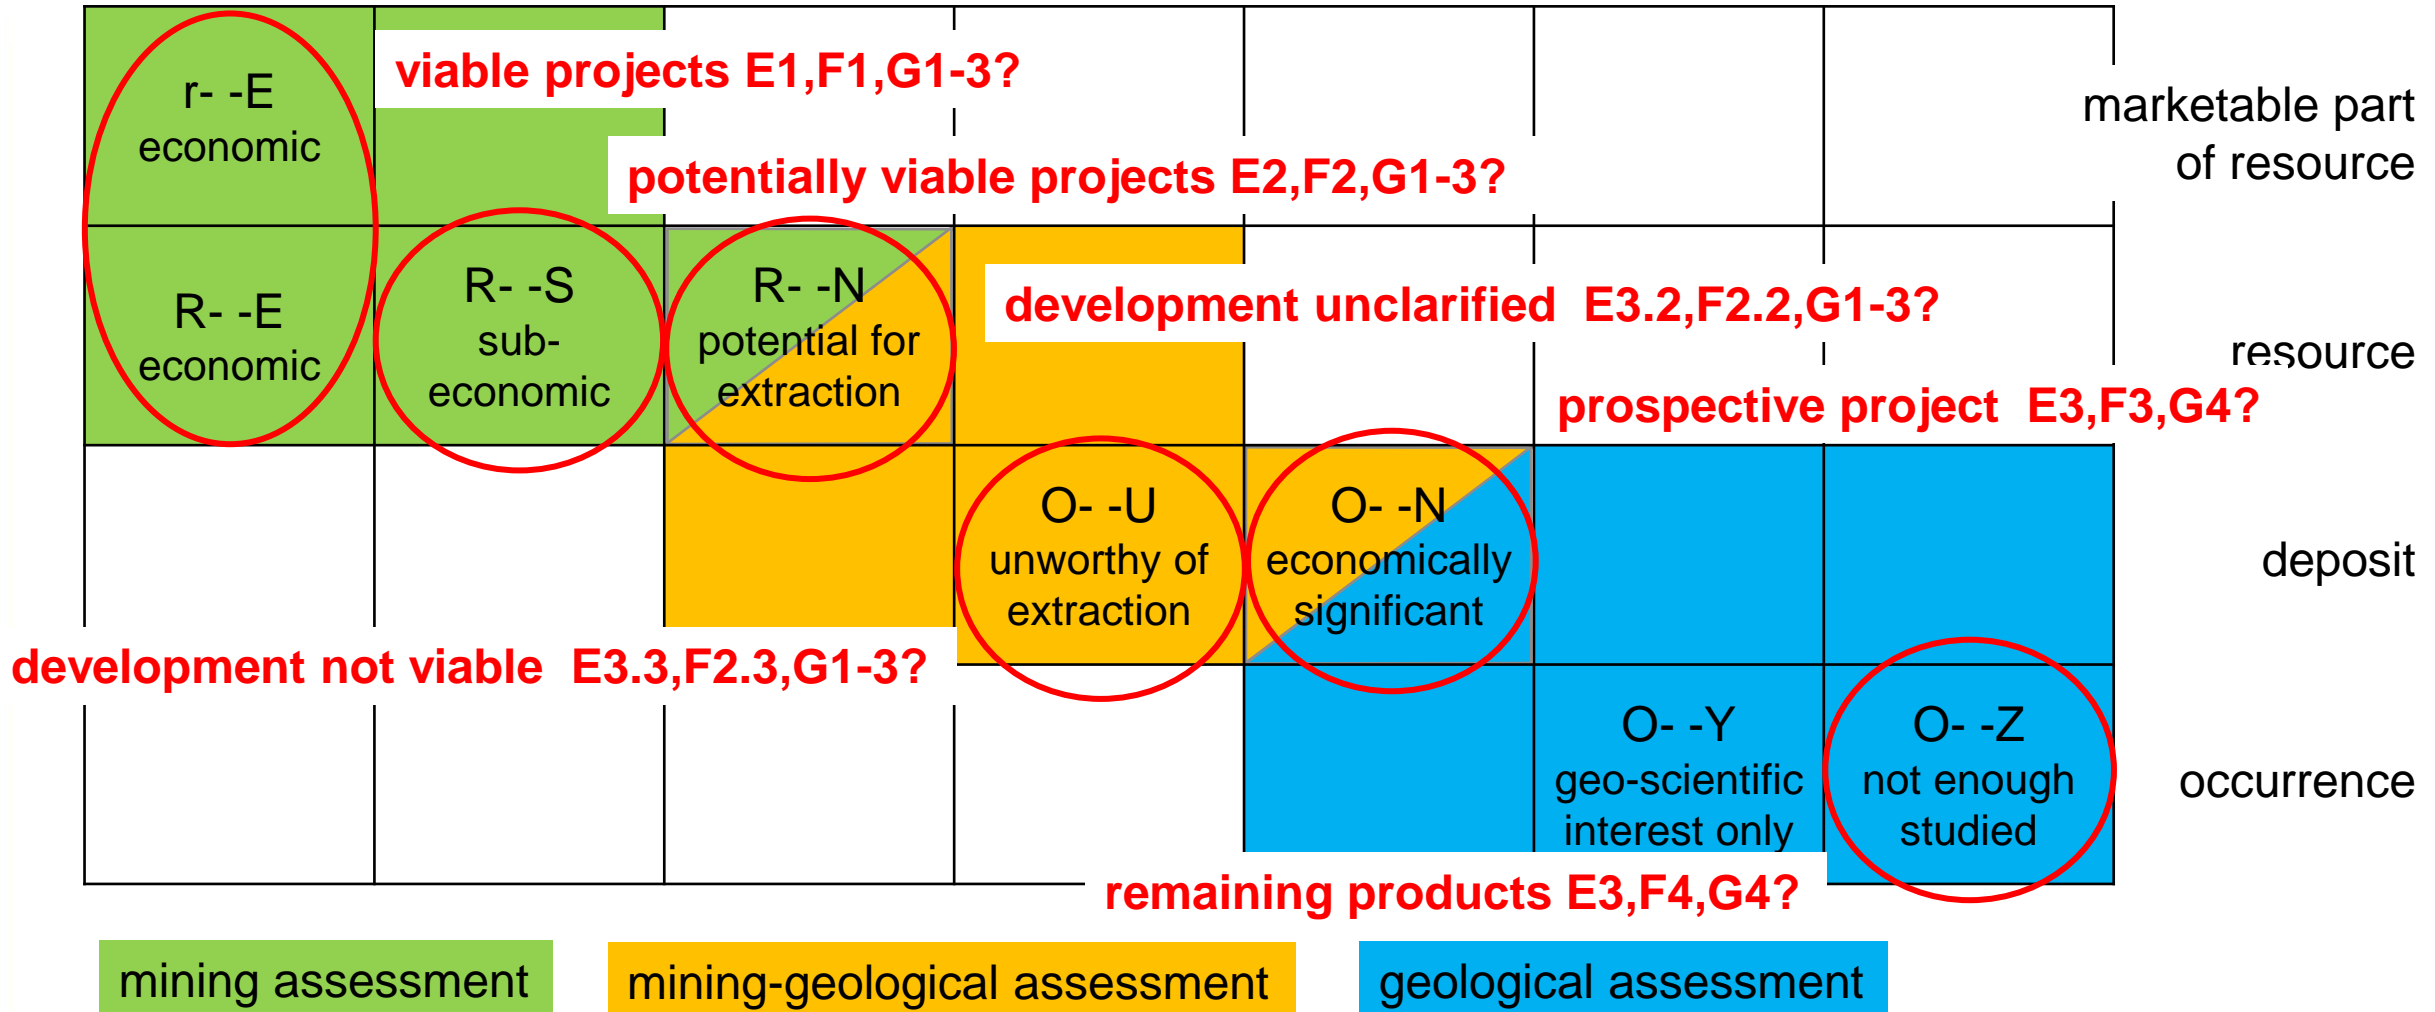 r- -E
economic
viable projects E1,F1,G1-3?
marketable part
of resource
potentially viable projects E2,F2,G1-3?
R- -E
economic
R- -S
sub-
economic
R- -N
potential for
extraction
development unclarified E3.2,F2.2,G1-3?
resource
prospective project E3,F3,G4?
O- -U
unworthy of
extraction
O- -N
economically
significant
deposit
development not viable E3.3,F2.3,G1-3?
O- -Y
geo-scientific
interest only
O- -Z
not enough
studied
occurrence
remaining products E3,F4,G4?
mining assessment
mining-geological assessment
geological assessment